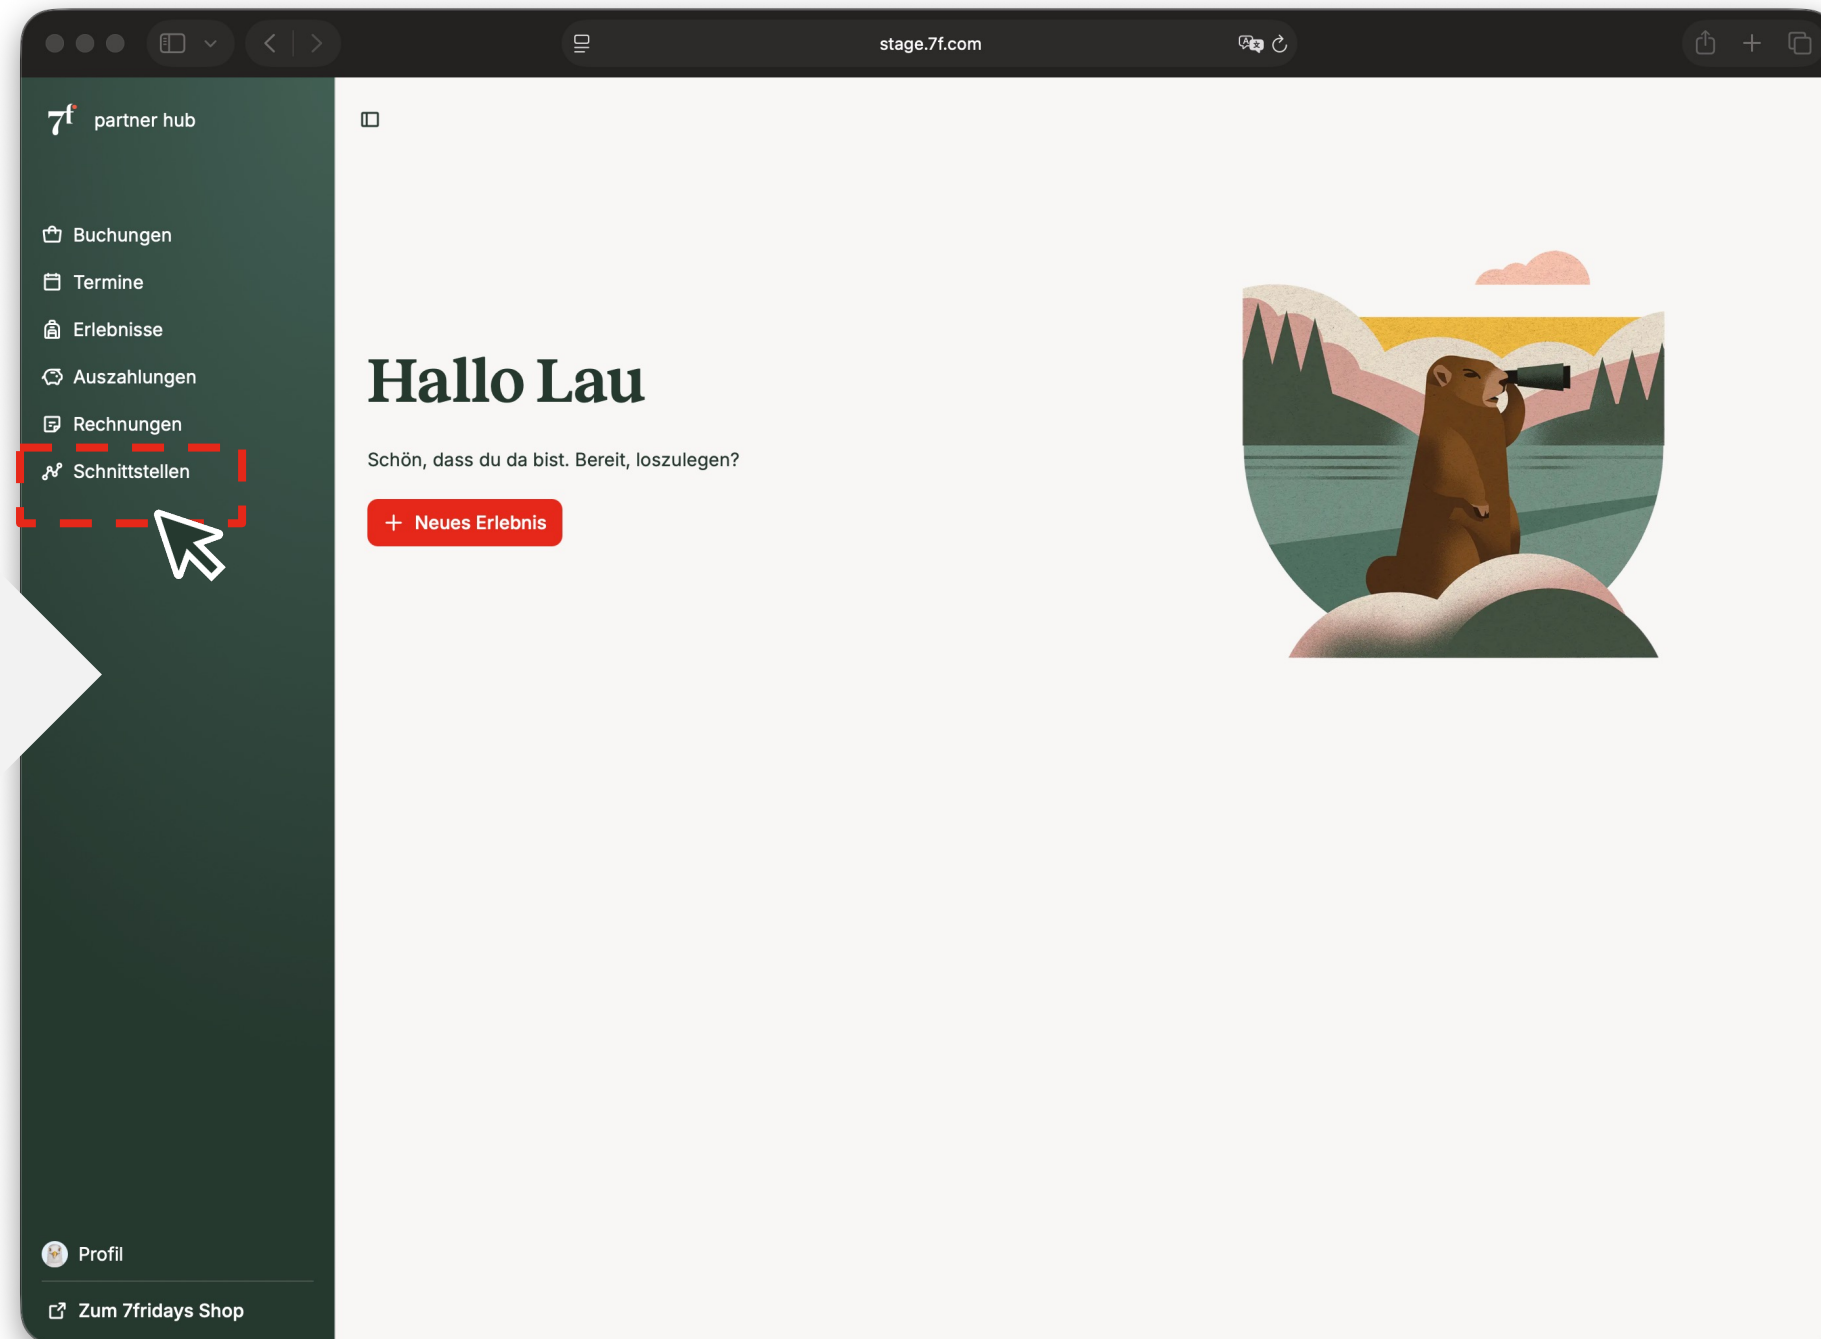 stage.7f.com
7f partner hub
Buchungen
Termine
Erlebnisse
Auszahlungen
Rechnungen
Schnittstellen
Hallo Lau
Schön, dass du da bist. Bereit, loszulegen?
+ Neues Erlebnis
Profil
Zum 7fridays Shop